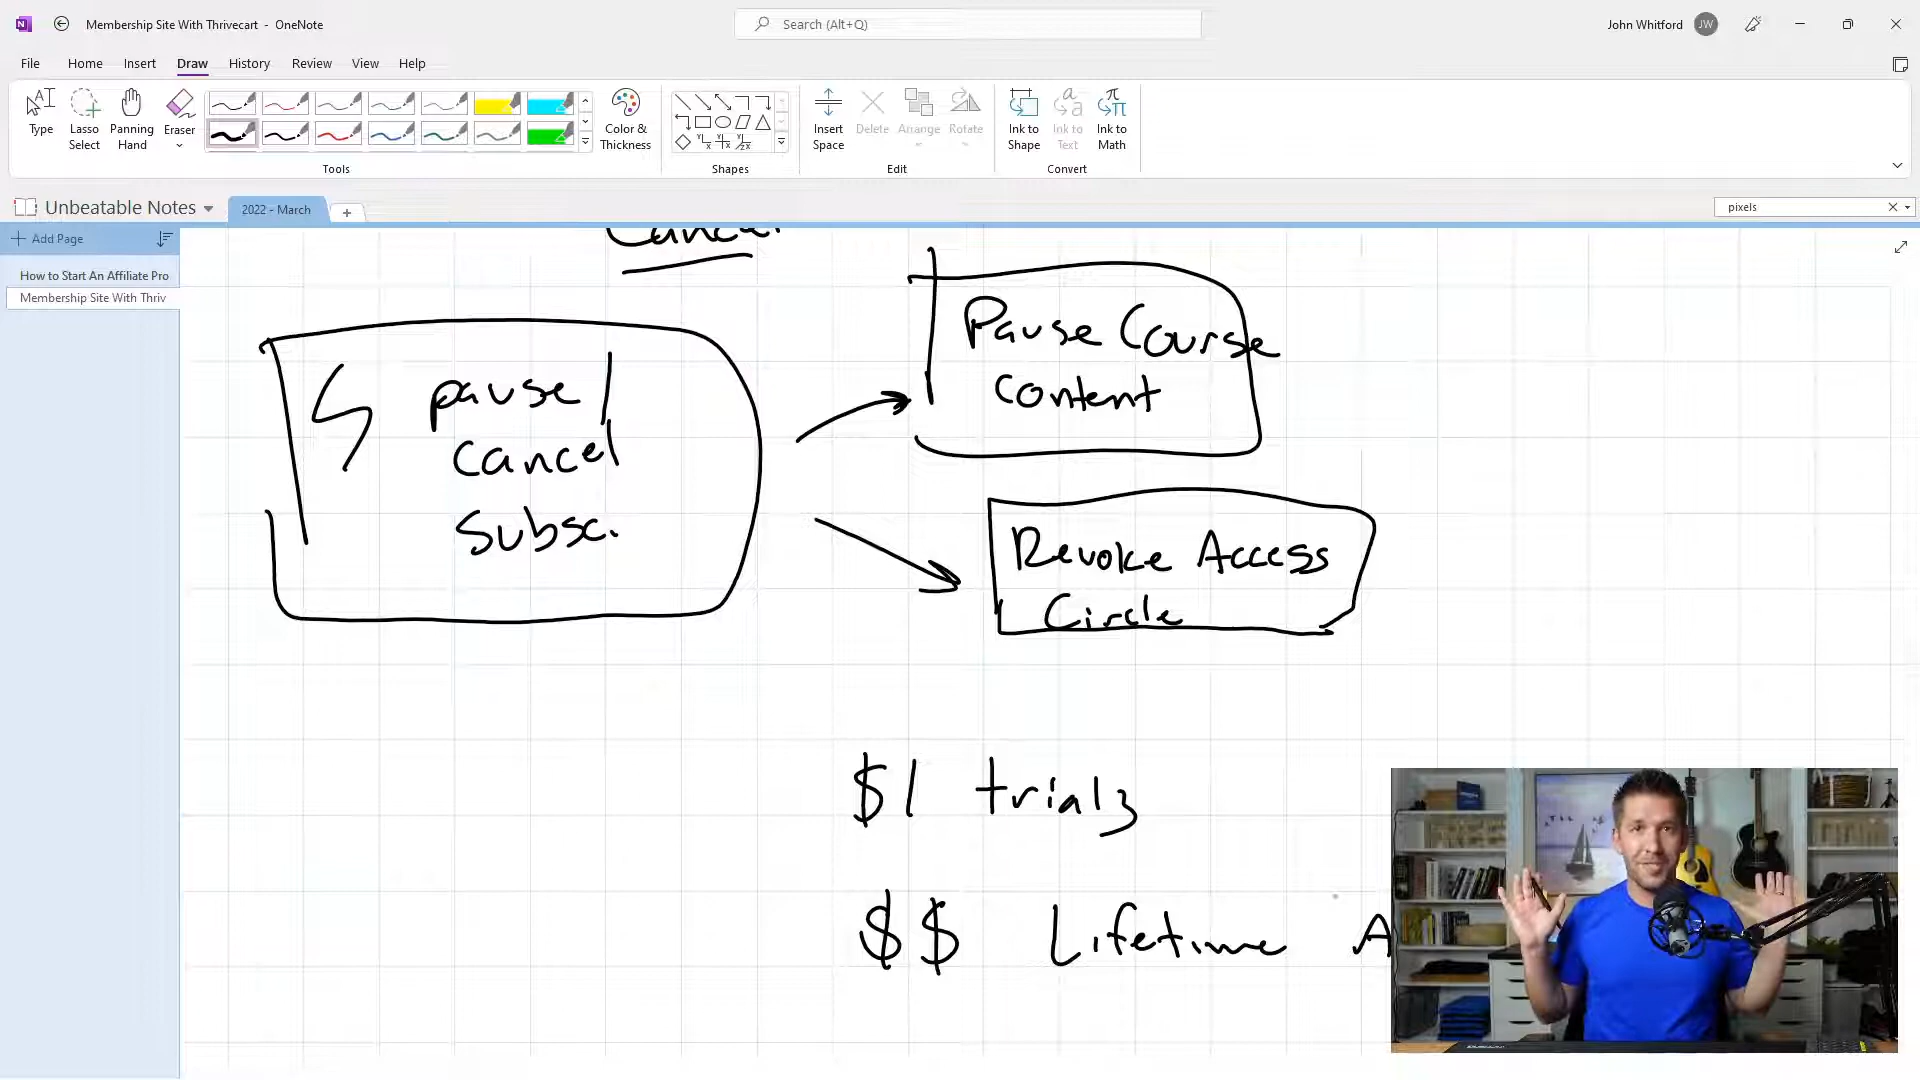 Membership Site With Thrivecart - OneNote
Search (Alt+Q)
John Whitford
JW
File Home Insert Draw History Review View Help
Type
Lasso Select
Panning Hand
Eraser
Color & Thickness
Insert Space
Delete
Arrange
Rotate
Ink to Shape
Ink to Text
Ink to Math
Tools
Shapes
Edit
Convert
Unbeatable Notes
2022 - March
pixels
Add Page
How to Start An Affiliate Pro
Membership Site With Thriv
Cancel
pause /
cancel
subsc.
Pause Course
content
Revoke Access
Circle
$1 trials
$$ Lifetime A